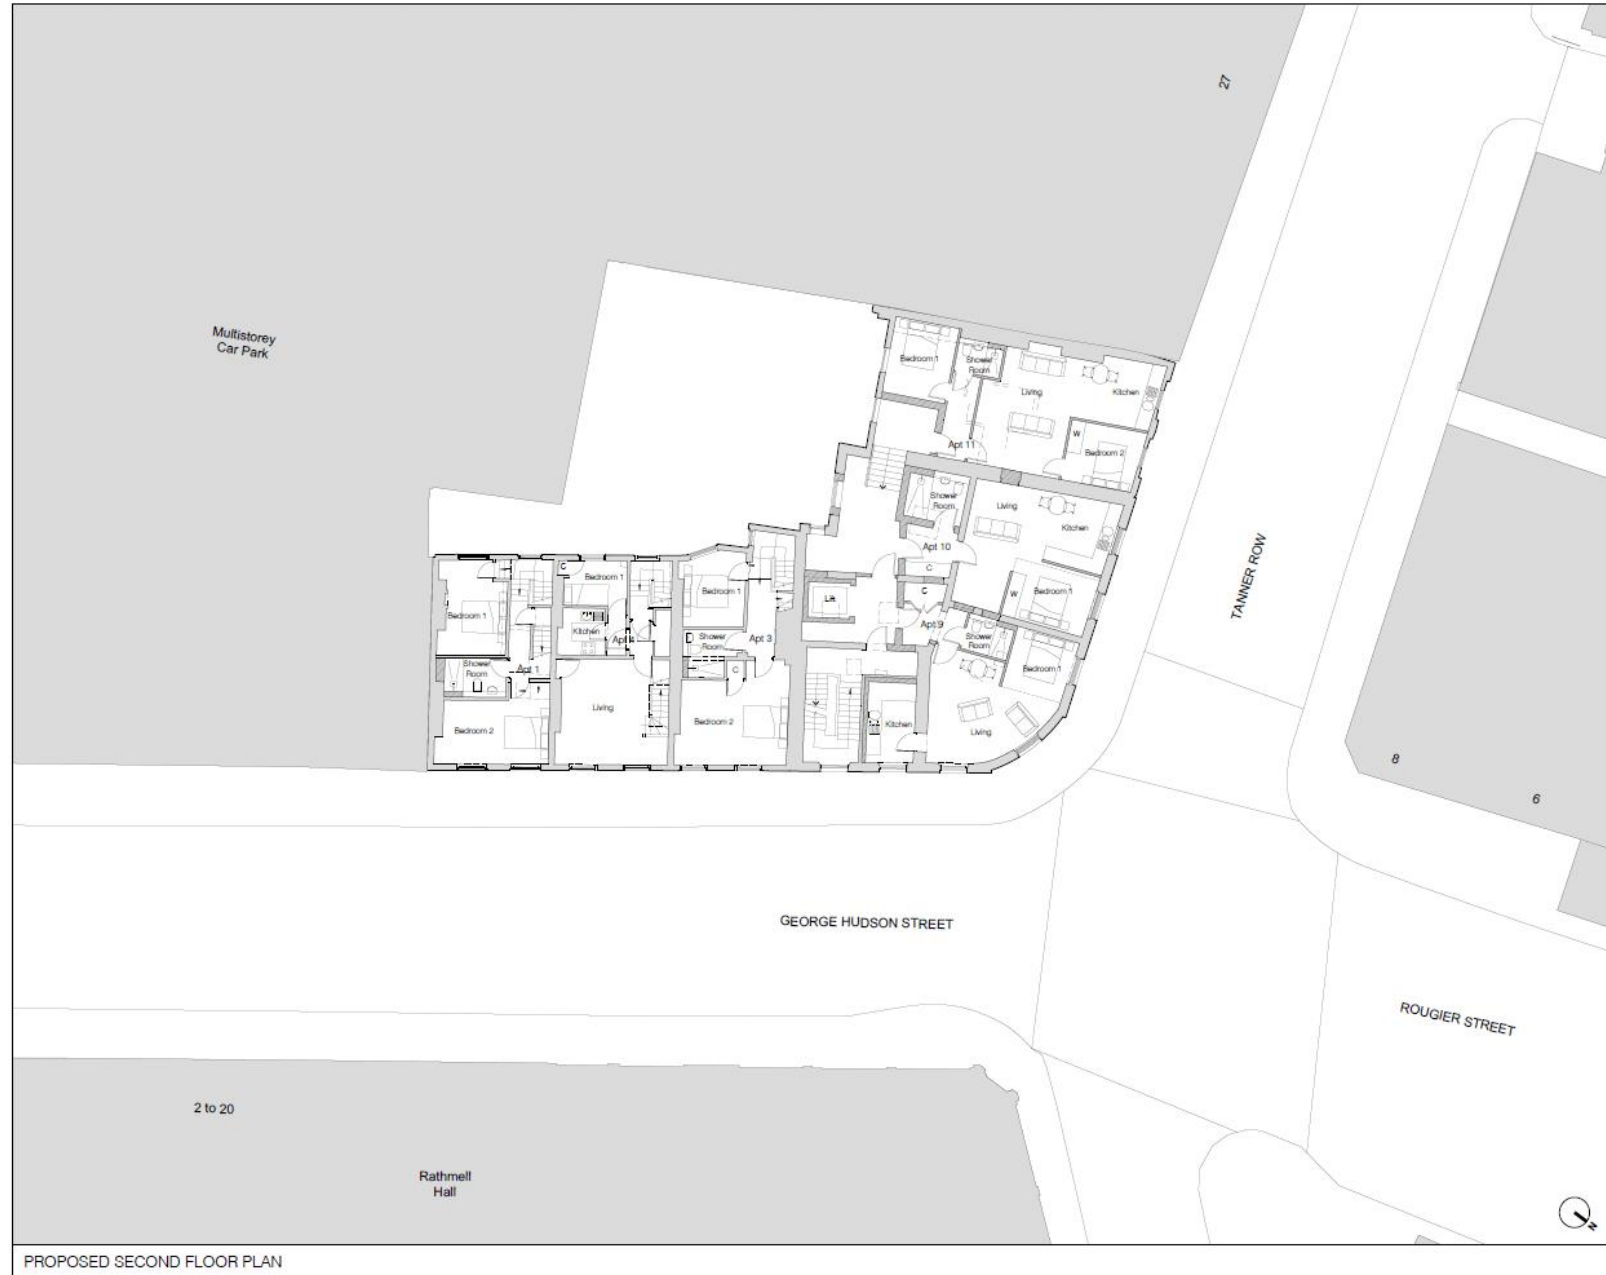 27
Multistorey
Car Park
Bedroom 1
Shower
Room
Living
Kitchen
W
Bedroom 2
Apt 11
Shower
Room
Living
Kitchen
Apt 10
C
W
Bedroom 1
TANNER ROW
Lift
C
Apt 9
Shower
Room
Bedroom 1
Kitchen
Living
C
Bedroom 1
Bedroom 1
Bedroom 1
Kitchen
Apt 4
Shower
Room
Apt 3
Shower
Room
Apt 1
C
Living
Bedroom 2
Bedroom 2
8
6
GEORGE HUDSON STREET
ROUGIER STREET
2 to 20
Rathmell
Hall
N
PROPOSED SECOND FLOOR PLAN